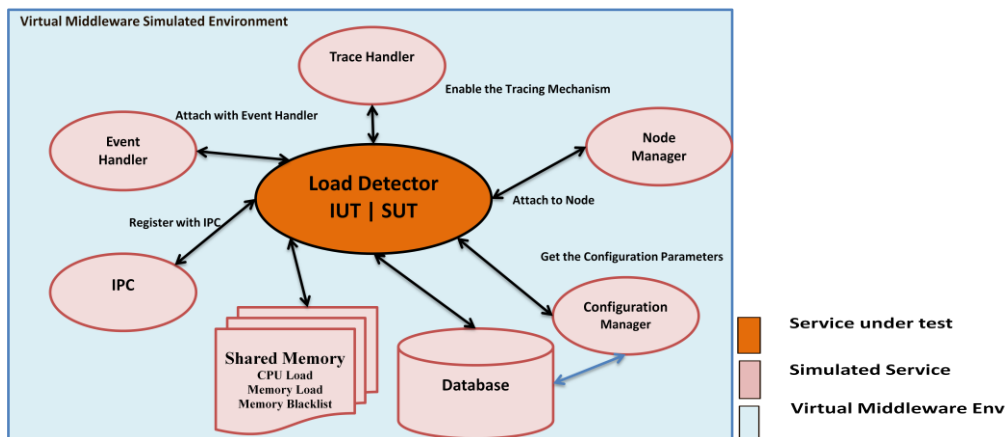 Virtual Middleware Simulated Environment
Trace Handler
Enable the Tracing Mechanism
Attach with Event Handler
Event
Handler
Node
Manager
Load Detector
IUT | SUT
Attach to Node
Register with IPC
Get the Configuration Parameters
IPC
Configuration
Manager
Shared Memory
CPU Load
Memory Load
Memory Blacklist
Database
Service under test
Simulated Service
Virtual Middleware Env